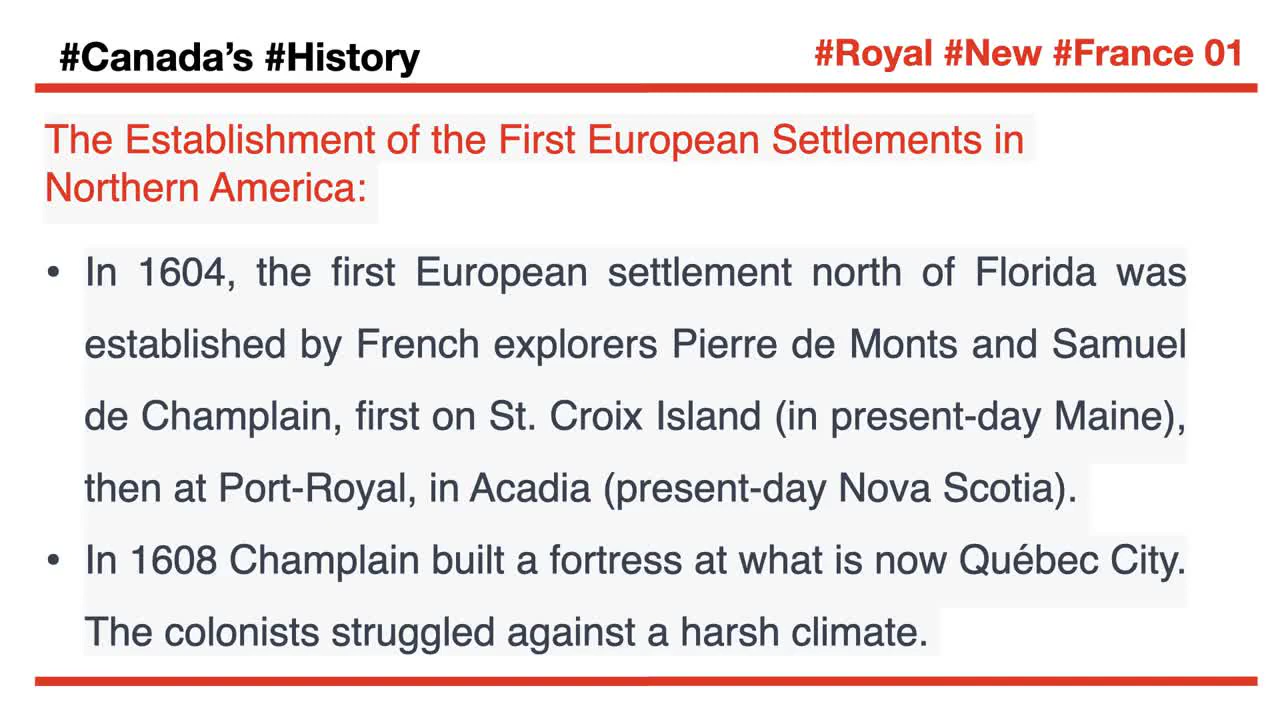 #Canada’s #History
#Royal #New #France 01
The Establishment of the First European Settlements in
Northern America:
• In 1604, the first European settlement north of Florida was
established by French explorers Pierre de Monts and Samuel
de Champlain, first on St. Croix Island (in present-day Maine),
then at Port-Royal, in Acadia (present-day Nova Scotia).
• In 1608 Champlain built a fortress at what is now Québec City.
The colonists struggled against a harsh climate.